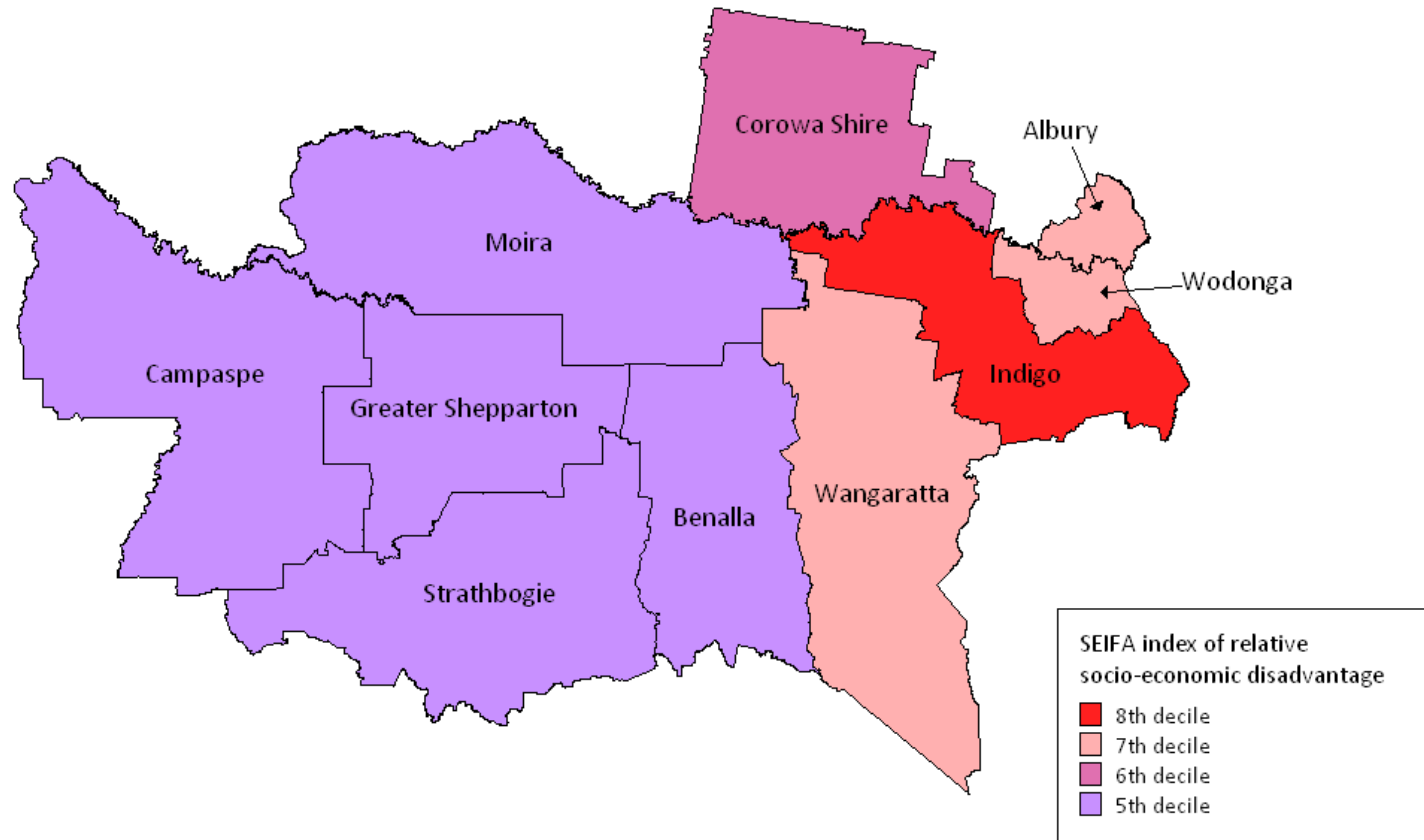 Corowa Shire
Albury
Moira
Wodonga
Campaspe
Indigo
Greater Shepparton
Wangaratta
Benalla
Strathbogie
SEIFA index of relative
socio-economic disadvantage
8th decile
7th decile
6th decile
5th decile